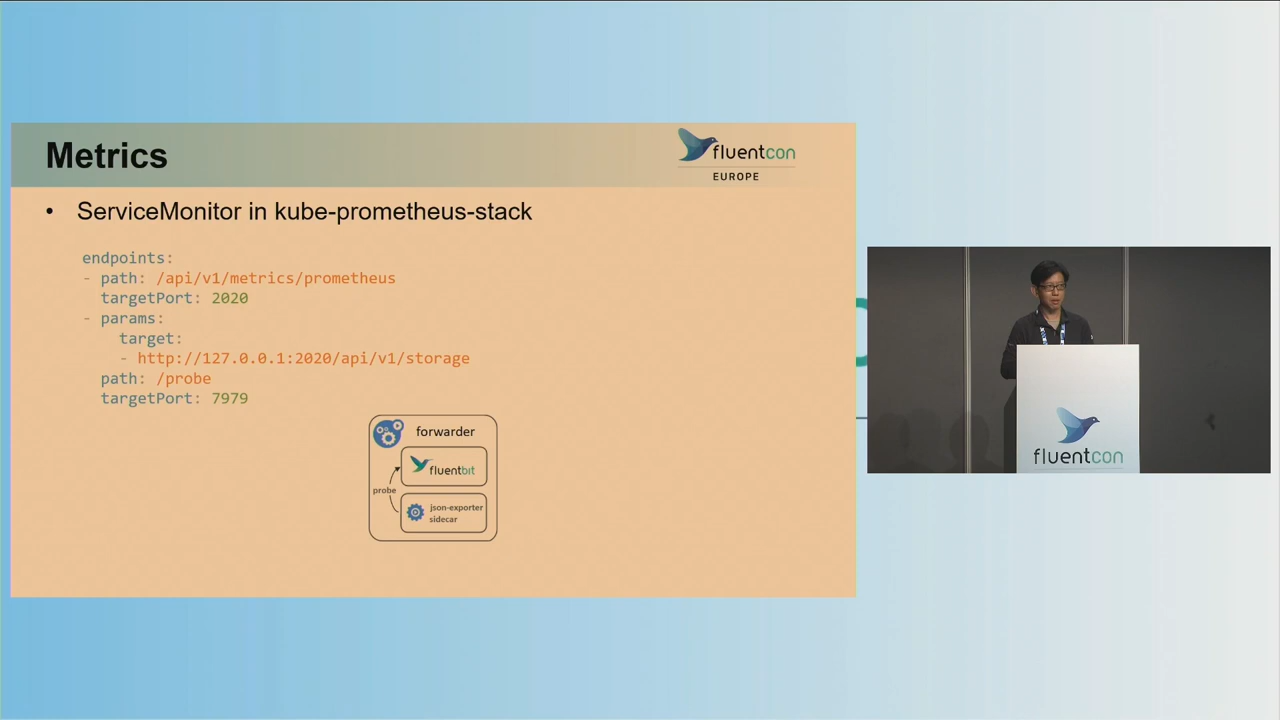 Metrics
fluentcon
EUROPE
• ServiceMonitor in kube-prometheus-stack
endpoints:
- path: /api/v1/metrics/prometheus
targetPort: 2020
- params:
target:
- http://127.0.0.1:2020/api/v1/storage
path: /probe
targetPort: 7979
forwarder
fluentbit
probe
json-exporter
sidecar
fluentcon